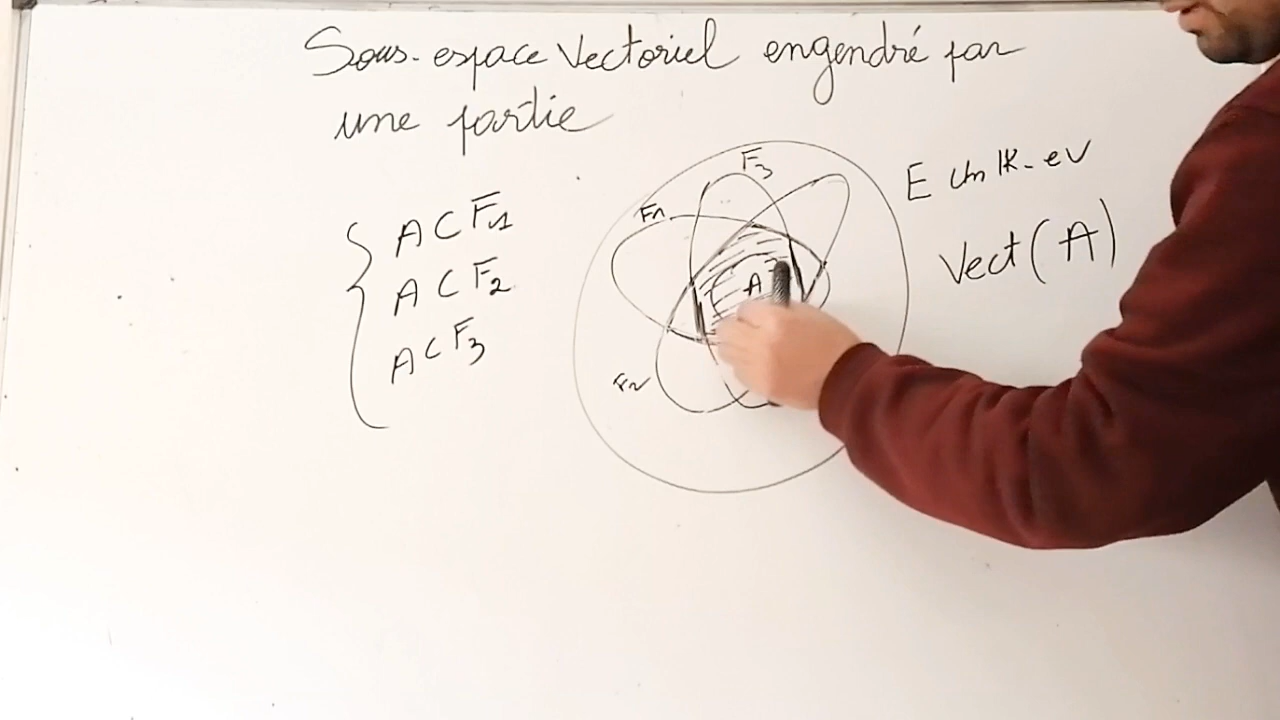 Sous-espace Vectoriel engendré par
une partie
A ⊂ F1
A ⊂ F2
A ⊂ F3
F3
F1
A
F2
E un K-ev
Vect(A)